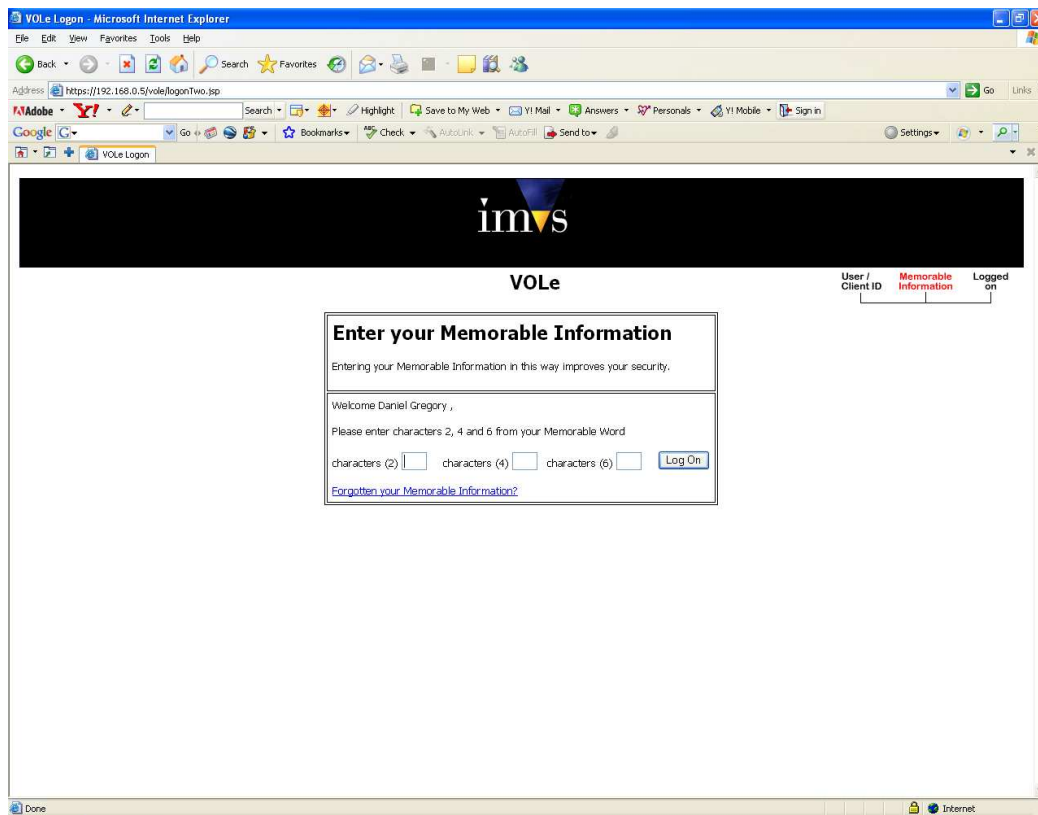 VOLe Logon - Microsoft Internet Explorer
File Edit View Favorites Tools Help
Back Search Favorites
Address https://192.168.0.5/vole/logonTwo.jsp Go Links
Adobe Y! Search Highlight Save to My Web Y! Mail Answers Personals Y! Mobile Sign in
Google G Go Bookmarks ABC Check AutoLink AutoFill Send to Settings
VOLe Logon
imvs
VOLe
User / Client ID
Memorable Information
Logged on
Enter your Memorable Information
Entering your Memorable Information in this way improves your security.
Welcome Daniel Gregory ,
Please enter characters 2, 4 and 6 from your Memorable Word
characters (2) characters (4) characters (6) Log On
Forgotten your Memorable Information?
Done Internet